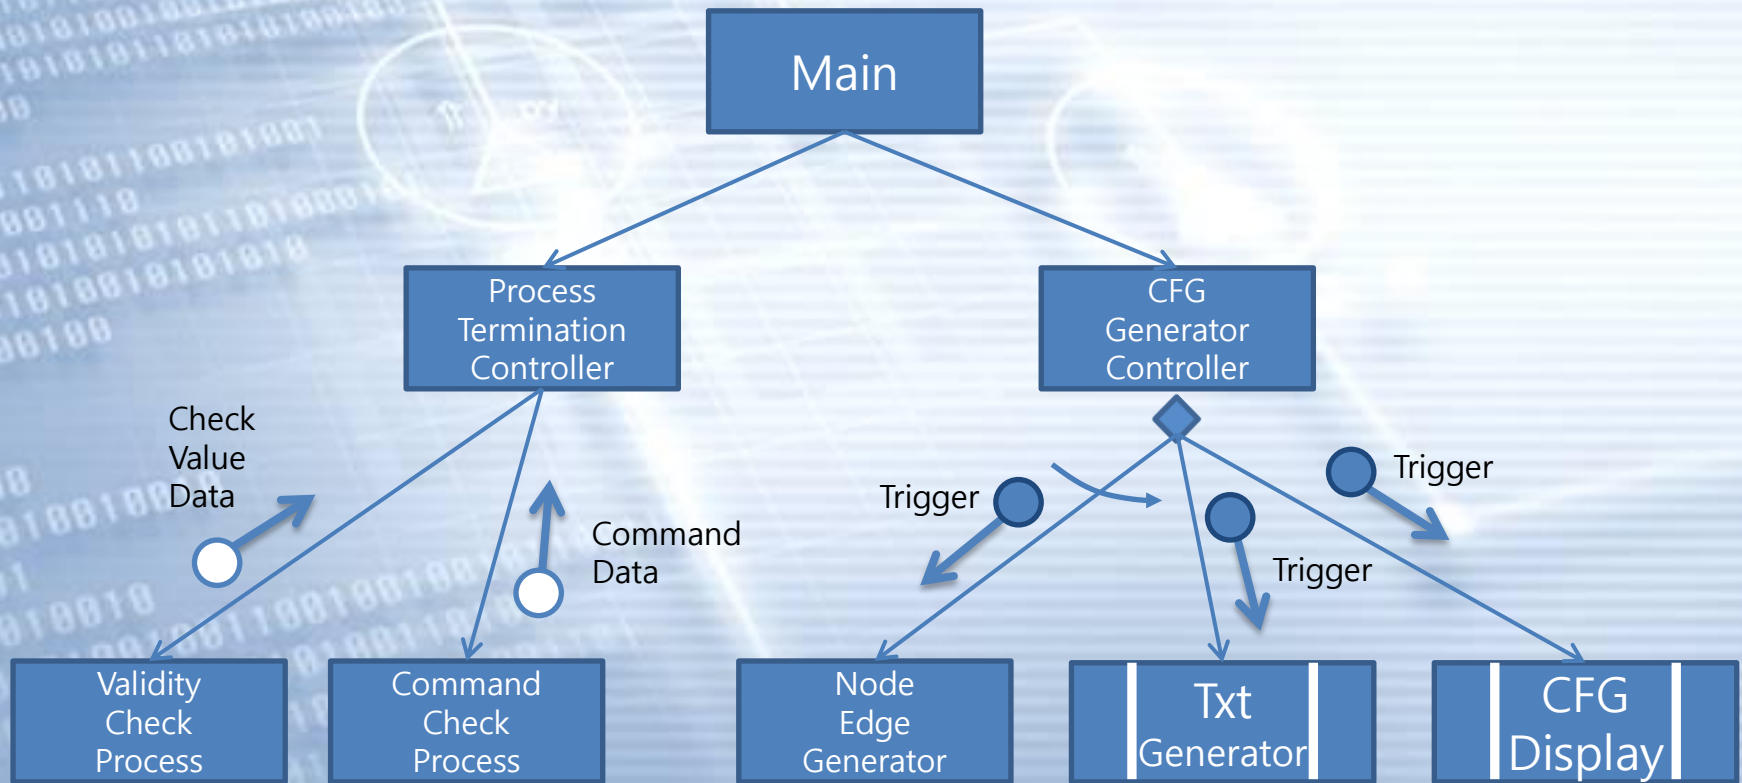 Main
Process
Termination
Controller
CFG
Generator
Controller
Check
Value
Data
Command
Data
Trigger
Trigger
Trigger
Validity
Check
Process
Command
Check
Process
Node
Edge
Generator
Txt
Generator
CFG
Display